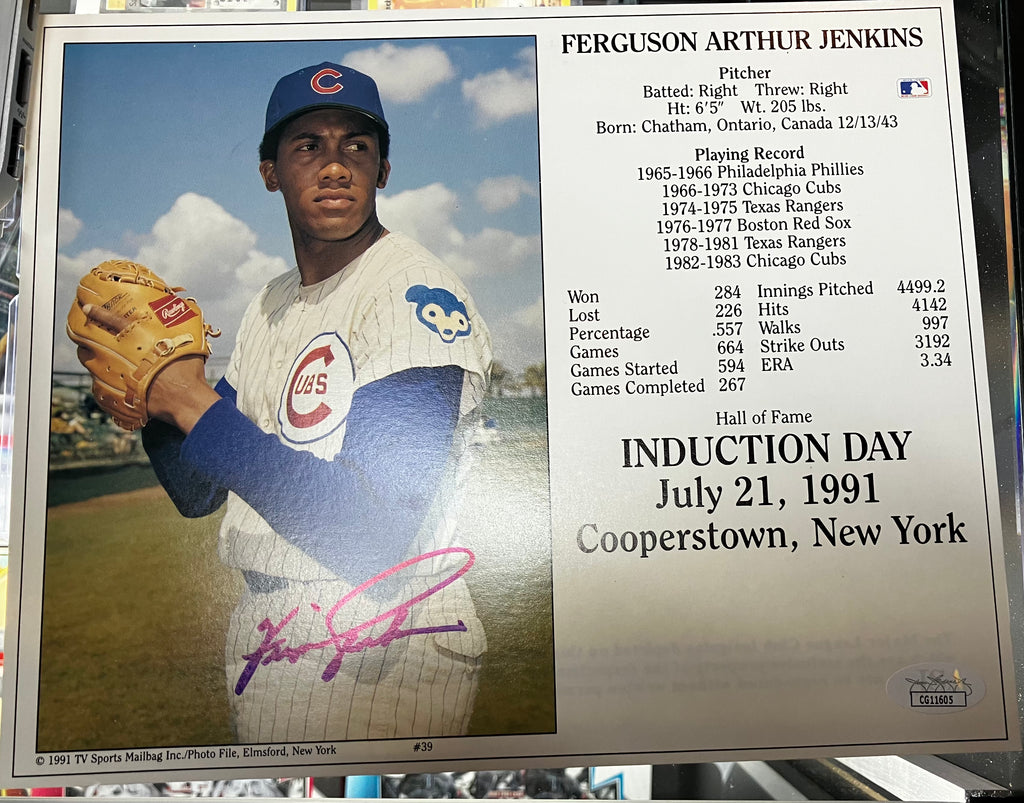 FERGUSON ARTHUR JENKINS
Pitcher
Batted: Right Threw: Right
Ht: 6'5" Wt. 205 lbs.
Born: Chatham, Ontario, Canada 12/13/43
Playing Record
1965-1966 Philadelphia Phillies
1966-1973 Chicago Cubs
1974-1975 Texas Rangers
1976-1977 Boston Red Sox
1978-1981 Texas Rangers
1982-1983 Chicago Cubs
Won 284 Innings Pitched 4499.2
Lost 226 Hits 4142
Percentage .557 Walks 997
Games 664 Strike Outs 3192
Games Started 594 ERA 3.34
Games Completed 267
Hall of Fame
INDUCTION DAY
July 21, 1991
Cooperstown, New York
C
Rawlings
CUBS
CG11605
© 1991 TV Sports Mailbag Inc./Photo File, Elmsford, New York #39